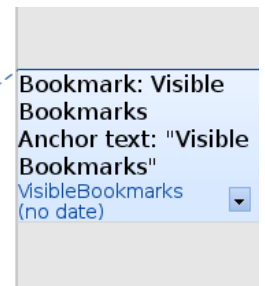 Bookmark: Visible
Bookmarks
Anchor text: "Visible
Bookmarks"
VisibleBookmarks
(no date)